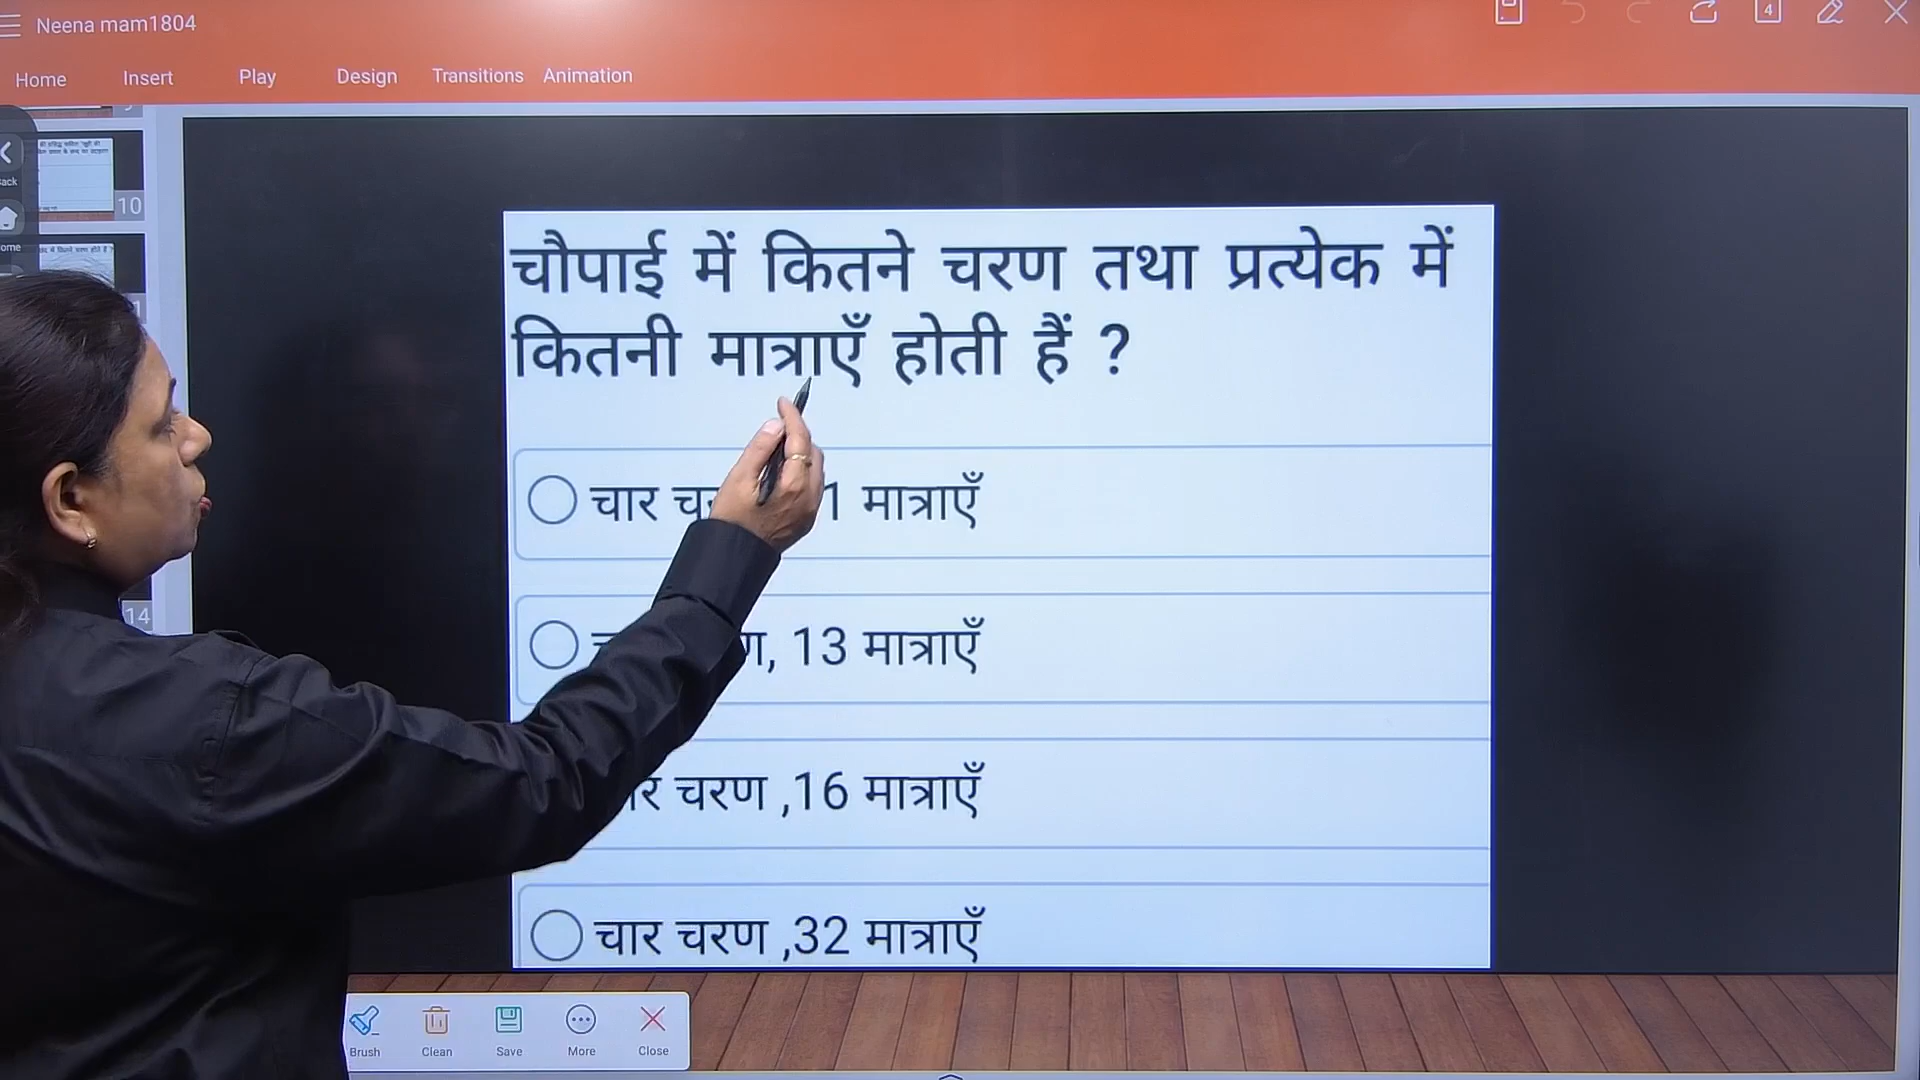 Neena mam1804
4
Home Insert Play Design Transitions Animation
10
14
चौपाई में कितने चरण तथा प्रत्येक में
कितनी मात्राएँ होती हैं ?
चार 1 मात्राएँ
13 मात्राएँ
चरण ,16 मात्राएँ
चार चरण ,32 मात्राएँ
Brush Clean Save More Close